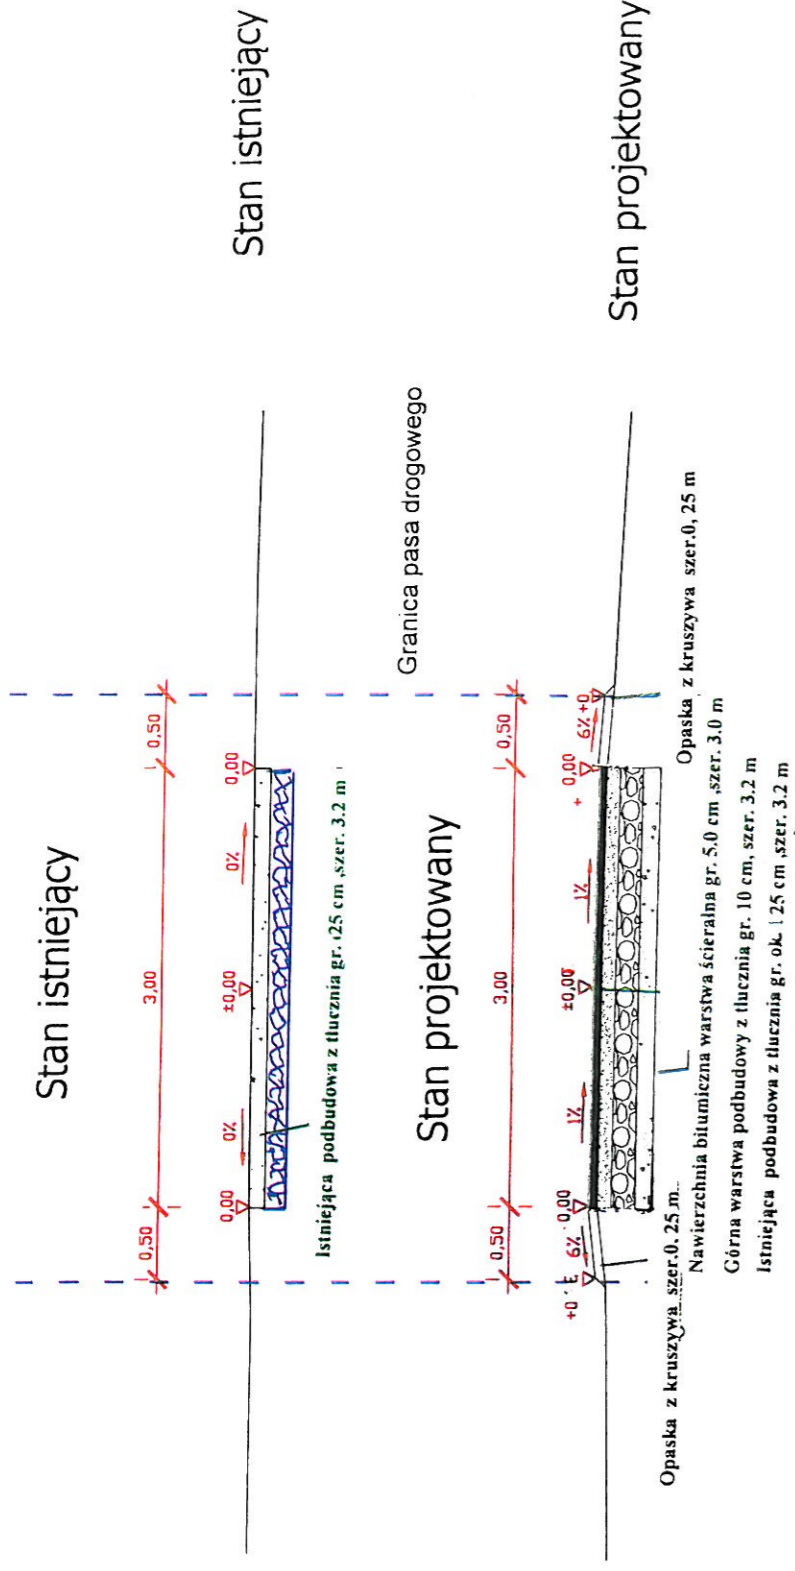 Stan istniejący
Stan istniejący
0,50
3,00
0,50
0,00
0%
±0,00
0%
0,00
Istniejąca podbudowa z tłucznia gr. 25 cm ,szer. 3.2 m
Granica pasa drogowego
Stan projektowany
Stan projektowany
0,50
3,00
0,50
+0
6%
0,00
1%
±0,00
1%
+ 0,00
6%
+0
Opaska z kruszywa szer.0, 25 m
Opaska z kruszywa szer.0, 25 m
Nawierzchnia bitumiczna warstwa ścieralna gr. 5.0 cm ,szer. 3.0 m
Górna warstwa podbudowy z tłucznia gr. 10 cm, szer. 3.2 m
Istniejąca podbudowa z tłucznia gr. ok. 25 cm ,szer. 3.2 m